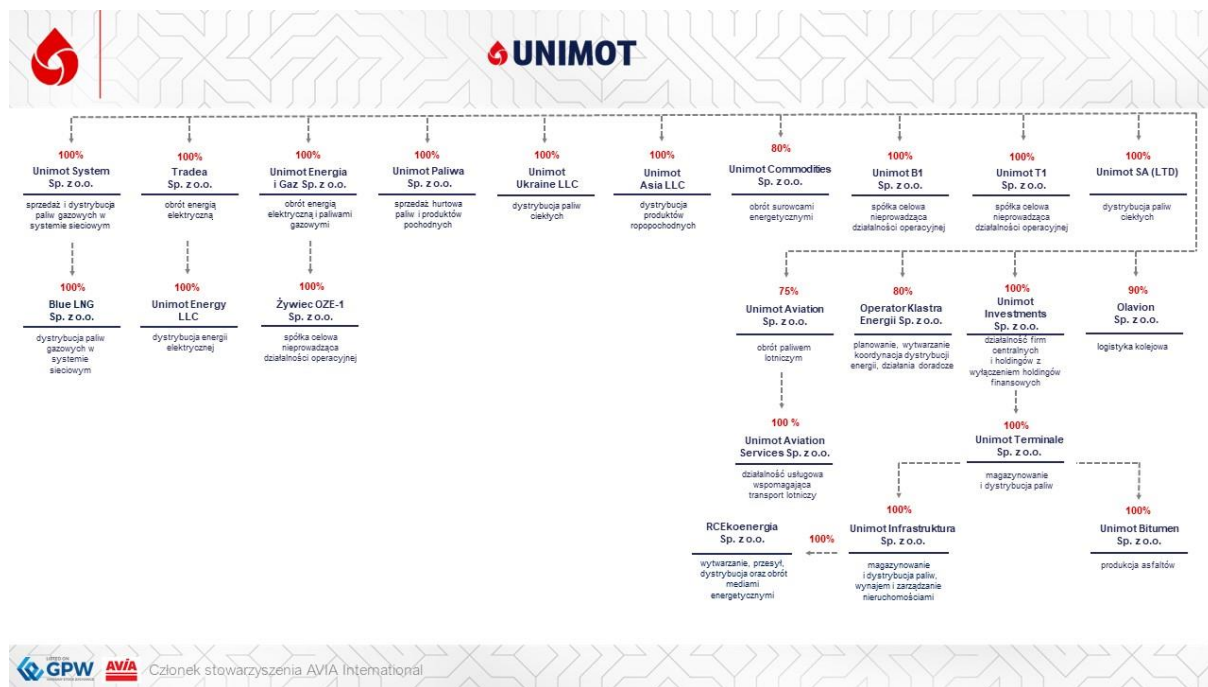 UNIMOT
100%
Unimot System
Sp. z o.o.
sprzedaż i dystrybucja
paliw gazowych w
systemie sieciowym
100%
Tradea
Sp. z o.o.
obrót energią
elektryczną
100%
Unimot Energia
i Gaz Sp. z o.o.
obrót energią
elektryczną i paliwami
gazowymi
100%
Unimot Paliwa
Sp. z o.o.
sprzedaż hurtowa
paliw i produktów
pochodnych
100%
Unimot
Ukraine LLC
dystrybucja paliw
ciekłych
100%
Unimot
Asia LLC
dystrybucja
produktów
ropopochodnych
80%
Unimot Commodities
Sp. z o.o.
obrót surowcami
energetycznymi
100%
Unimot B1
Sp. z o.o.
spółka celowa
nieprowadząca
działalności operacyjnej
100%
Unimot T1
Sp. z o.o.
spółka celowa
nieprowadząca
działalności operacyjnej
100%
Unimot SA (LTD)
dystrybucja paliw
ciekłych
100%
Blue LNG
Sp. z o.o.
dystrybucja paliw
gazowych w
systemie
sieciowym
100%
Unimot Energy
LLC
dystrybucja energii
elektrycznej
100%
Żywiec OZE-1
Sp. z o.o.
spółka celowa
nieprowadząca
działalności operacyjnej
75%
Unimot Aviation
Sp. z o.o.
obrót paliwem
lotniczym
80%
Operator Klastra
Energii Sp. z o.o.
planowanie, wytwarzanie
koordynacja dystrybucji
energii, działania doradcze
100%
Unimot
Investments
Sp. z o.o.
działalność firm
centralnych
i holdingów z
wyłączeniem holdingów
finansowych
90%
Olavion
Sp. z o.o.
logistyka kolejowa
100 %
Unimot Aviation
Services Sp. z o.o.
działalność usługowa
wspomagająca
transport lotniczy
100%
Unimot Terminale
Sp. z o.o.
magazynowanie
i dystrybucja paliw
RCEkoenergia
Sp. z o.o.
wytwarzanie, przesył,
dystrybucja oraz obrót
mediami
energetycznymi
100%
100%
Unimot Infrastruktura
Sp. z o.o.
magazynowanie
i dystrybucja paliw,
wynajem i zarządzanie
nieruchomościami
100%
Unimot Bitumen
Sp. z o.o.
produkcja asfaltów
GPW
AVIA
Członek stowarzyszenia AVIA International